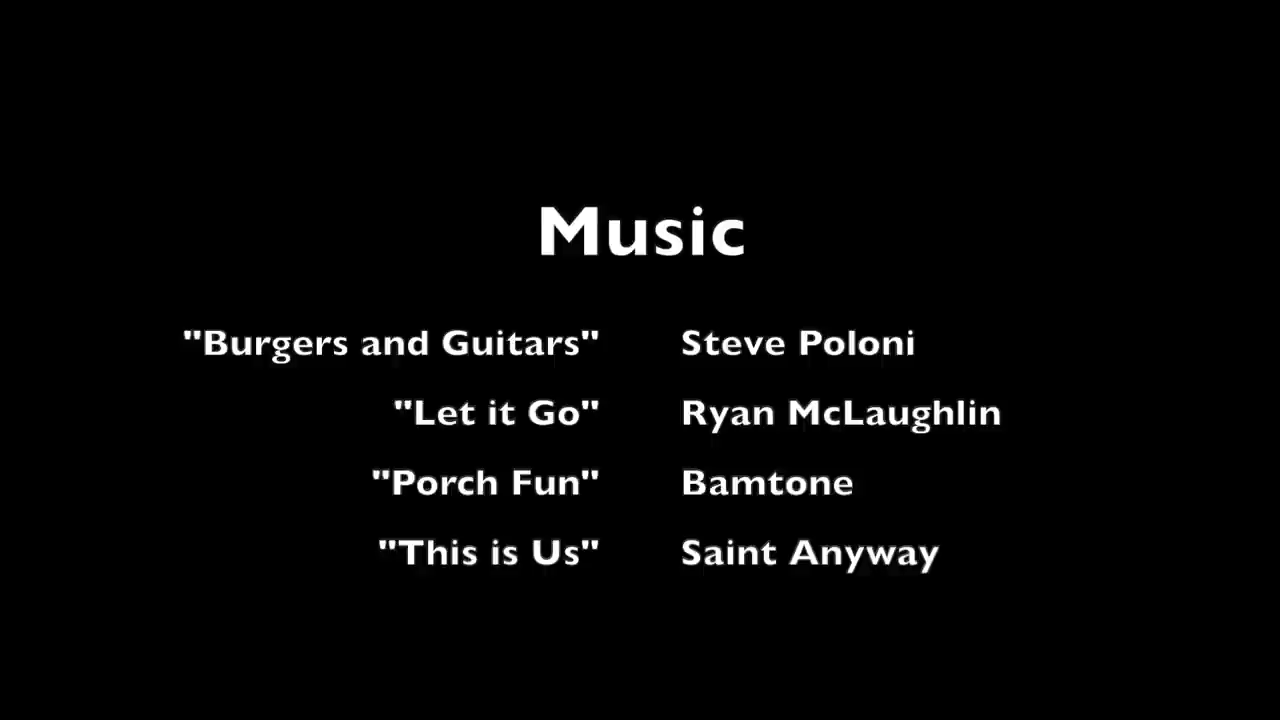 Music
"Burgers and Guitars" Steve Poloni
"Let it Go" Ryan McLaughlin
"Porch Fun" Bamtone
"This is Us" Saint Anyway